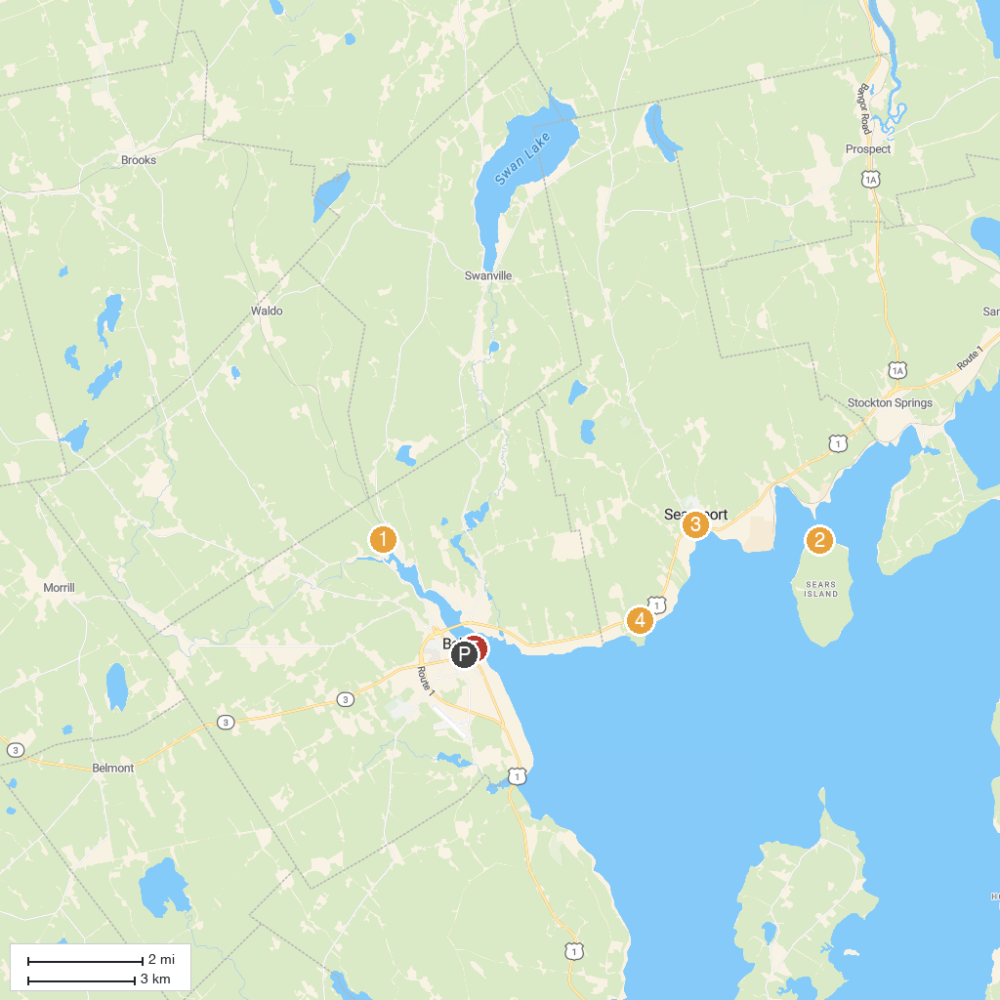 Bangor Road
Swan Lake
Brooks
Prospect
1A
Swanville
Waldo
1A
Route 1
Stockton Springs
1
3
1
2
SEARS
ISLAND
Morrill
1
4
P
Route 1
3
3
3
Belmont
1
1
2 mi
3 km